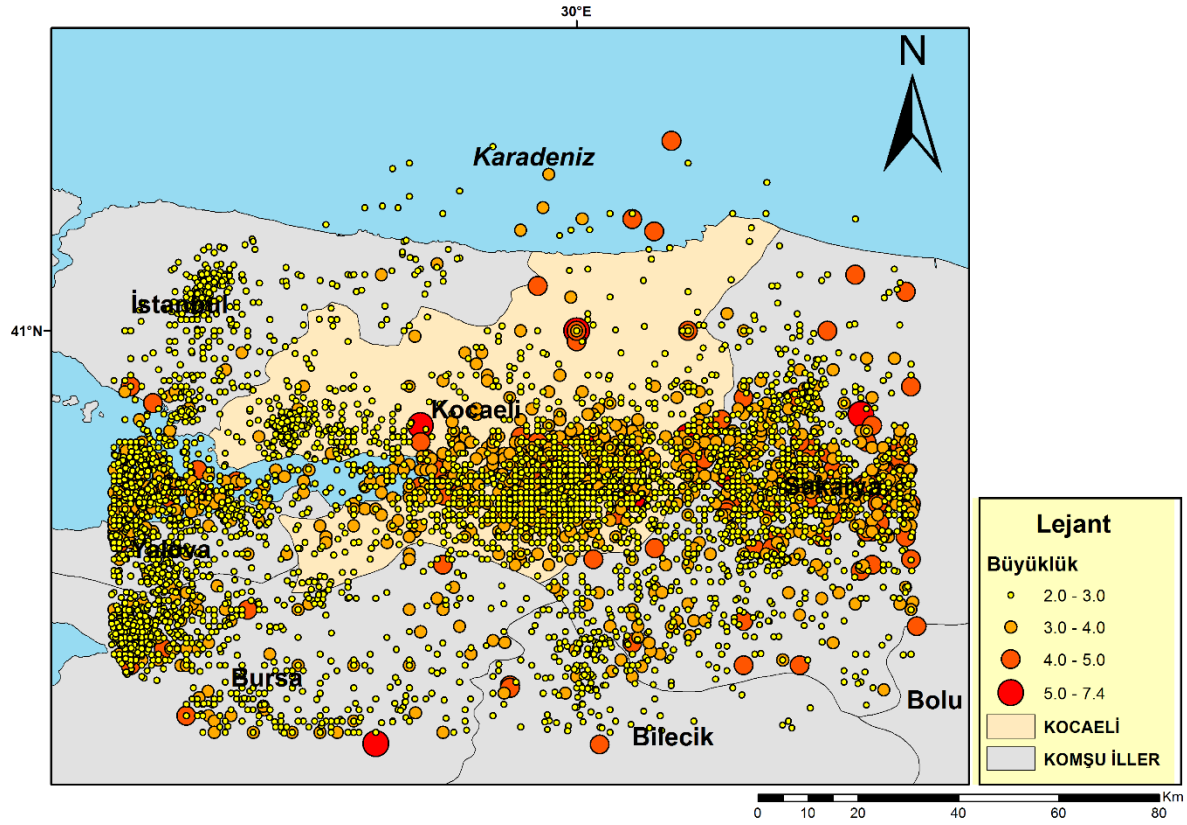 30°E
N
Karadeniz
İstanbul
41°N
Kocaeli
Sakarya
Yalova
Bursa
Bolu
Bilecik
Lejant
Büyüklük
2.0 - 3.0
3.0 - 4.0
4.0 - 5.0
5.0 - 7.4
KOCAELİ
KOMŞU İLLER
Km
0 10 20 40 60 80